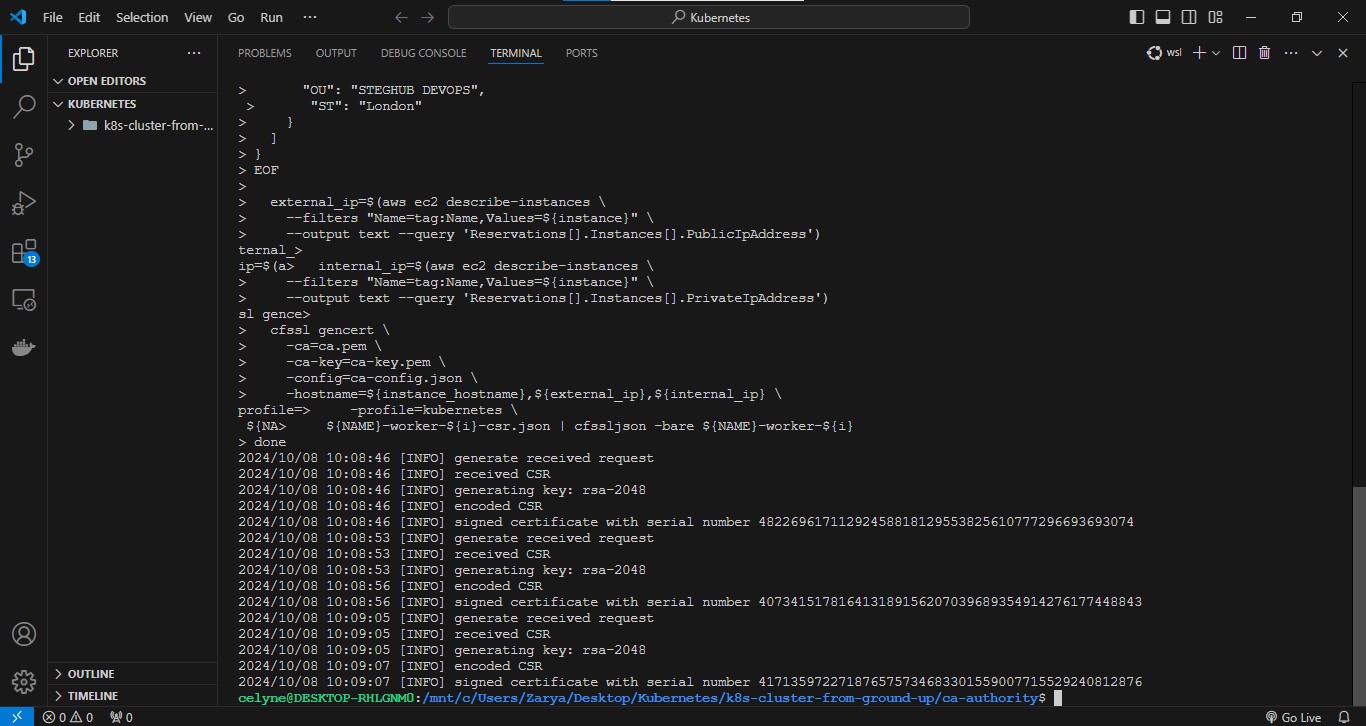 File Edit Selection View Go Run ··· Kubernetes
EXPLORER ···
OPEN EDITORS
KUBERNETES
k8s-cluster-from-...
OUTLINE
TIMELINE
13
PROBLEMS OUTPUT DEBUG CONSOLE TERMINAL PORTS
wsl
>       "OU": "STEGHUB DEVOPS",
 >       "ST": "London"
>     }
>   ]
> }
> EOF
>
>   external_ip=$(aws ec2 describe-instances \
>     --filters "Name=tag:Name,Values=${instance}" \
>     --output text --query 'Reservations[].Instances[].PublicIpAddress')
ternal_>
ip=$(a>   internal_ip=$(aws ec2 describe-instances \
>     --filters "Name=tag:Name,Values=${instance}" \
>     --output text --query 'Reservations[].Instances[].PrivateIpAddress')
sl gence>
>   cfssl gencert \
>     -ca=ca.pem \
>     -ca-key=ca-key.pem \
>     -config=ca-config.json \
>     -hostname=${instance_hostname},${external_ip},${internal_ip} \
profile=>     -profile=kubernetes \
 ${NA>     ${NAME}-worker-${i}-csr.json | cfssljson -bare ${NAME}-worker-${i}
> done
2024/10/08 10:08:46 [INFO] generate received request
2024/10/08 10:08:46 [INFO] received CSR
2024/10/08 10:08:46 [INFO] generating key: rsa-2048
2024/10/08 10:08:46 [INFO] encoded CSR
2024/10/08 10:08:46 [INFO] signed certificate with serial number 482269617112924588181295538256107772966936930​74
2024/10/08 10:08:53 [INFO] generate received request
2024/10/08 10:08:53 [INFO] received CSR
2024/10/08 10:08:53 [INFO] generating key: rsa-2048
2024/10/08 10:08:56 [INFO] encoded CSR
2024/10/08 10:08:56 [INFO] signed certificate with serial number 407341517816413189156207039689354914276177448843
2024/10/08 10:09:05 [INFO] generate received request
2024/10/08 10:09:05 [INFO] received CSR
2024/10/08 10:09:05 [INFO] generating key: rsa-2048
2024/10/08 10:09:07 [INFO] encoded CSR
2024/10/08 10:09:07 [INFO] signed certificate with serial number 417135972271876575734683301559007715529240812876
celyne@DESKTOP-RHLGNM0:/mnt/c/Users/Zarya/Desktop/Kubernetes/k8s-cluster-from-ground-up/ca-authority$
0 0 0 Go Live